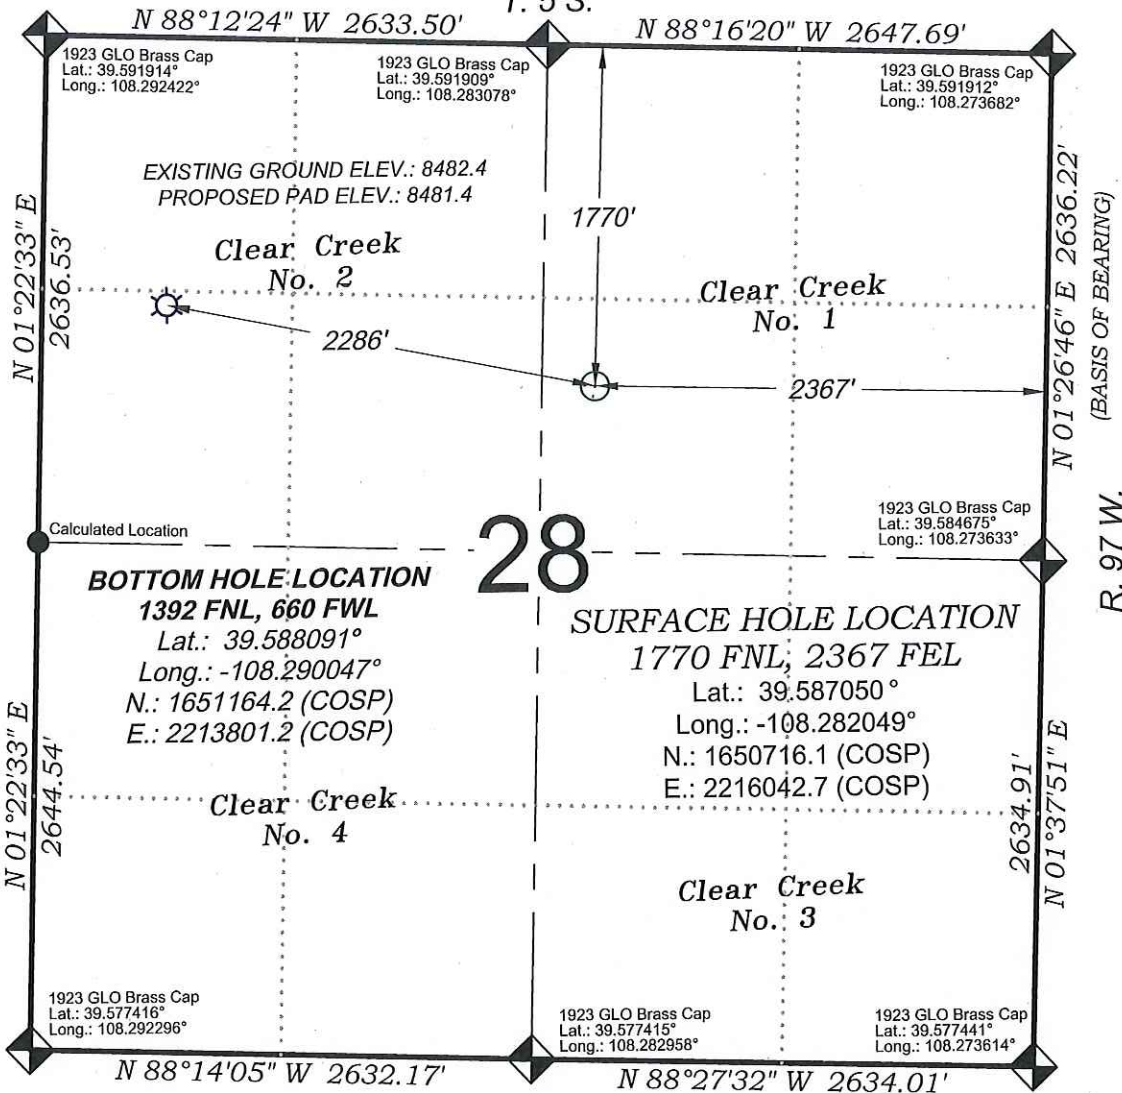 T. 5 S.
N 88°12'24" W 2633.50'
N 88°16'20" W 2647.69'
1923 GLO Brass Cap
Lat.: 39.591914°
Long.: 108.292422°
1923 GLO Brass Cap
Lat.: 39.591909°
Long.: 108.283078°
1923 GLO Brass Cap
Lat.: 39.591912°
Long.: 108.273682°
EXISTING GROUND ELEV.: 8482.4
PROPOSED PAD ELEV.: 8481.4
N 01°22'33" E
2636.53'
Clear Creek
No. 2
1770'
Clear Creek
No. 1
N 01°26'46" E 2636.22'
(BASIS OF BEARING)
2286'
2367'
R. 97 W.
1923 GLO Brass Cap
Lat.: 39.584675°
Long.: 108.273633°
Calculated Location
28
BOTTOM HOLE LOCATION
1392 FNL, 660 FWL
Lat.: 39.588091°
Long.: -108.290047°
N.: 1651164.2 (COSP)
E.: 2213801.2 (COSP)
SURFACE HOLE LOCATION
1770 FNL, 2367 FEL
Lat.: 39.587050°
Long.: -108.282049°
N.: 1650716.1 (COSP)
E.: 2216042.7 (COSP)
N 01°22'33" E
2644.54'
Clear Creek
No. 4
Clear Creek
No. 3
2634.91'
N 01°37'51" E
1923 GLO Brass Cap
Lat.: 39.577416°
Long.: 108.292296°
1923 GLO Brass Cap
Lat.: 39.577415°
Long.: 108.282958°
1923 GLO Brass Cap
Lat.: 39.577441°
Long.: 108.273614°
N 88°14'05" W 2632.17'
N 88°27'32" W 2634.01'